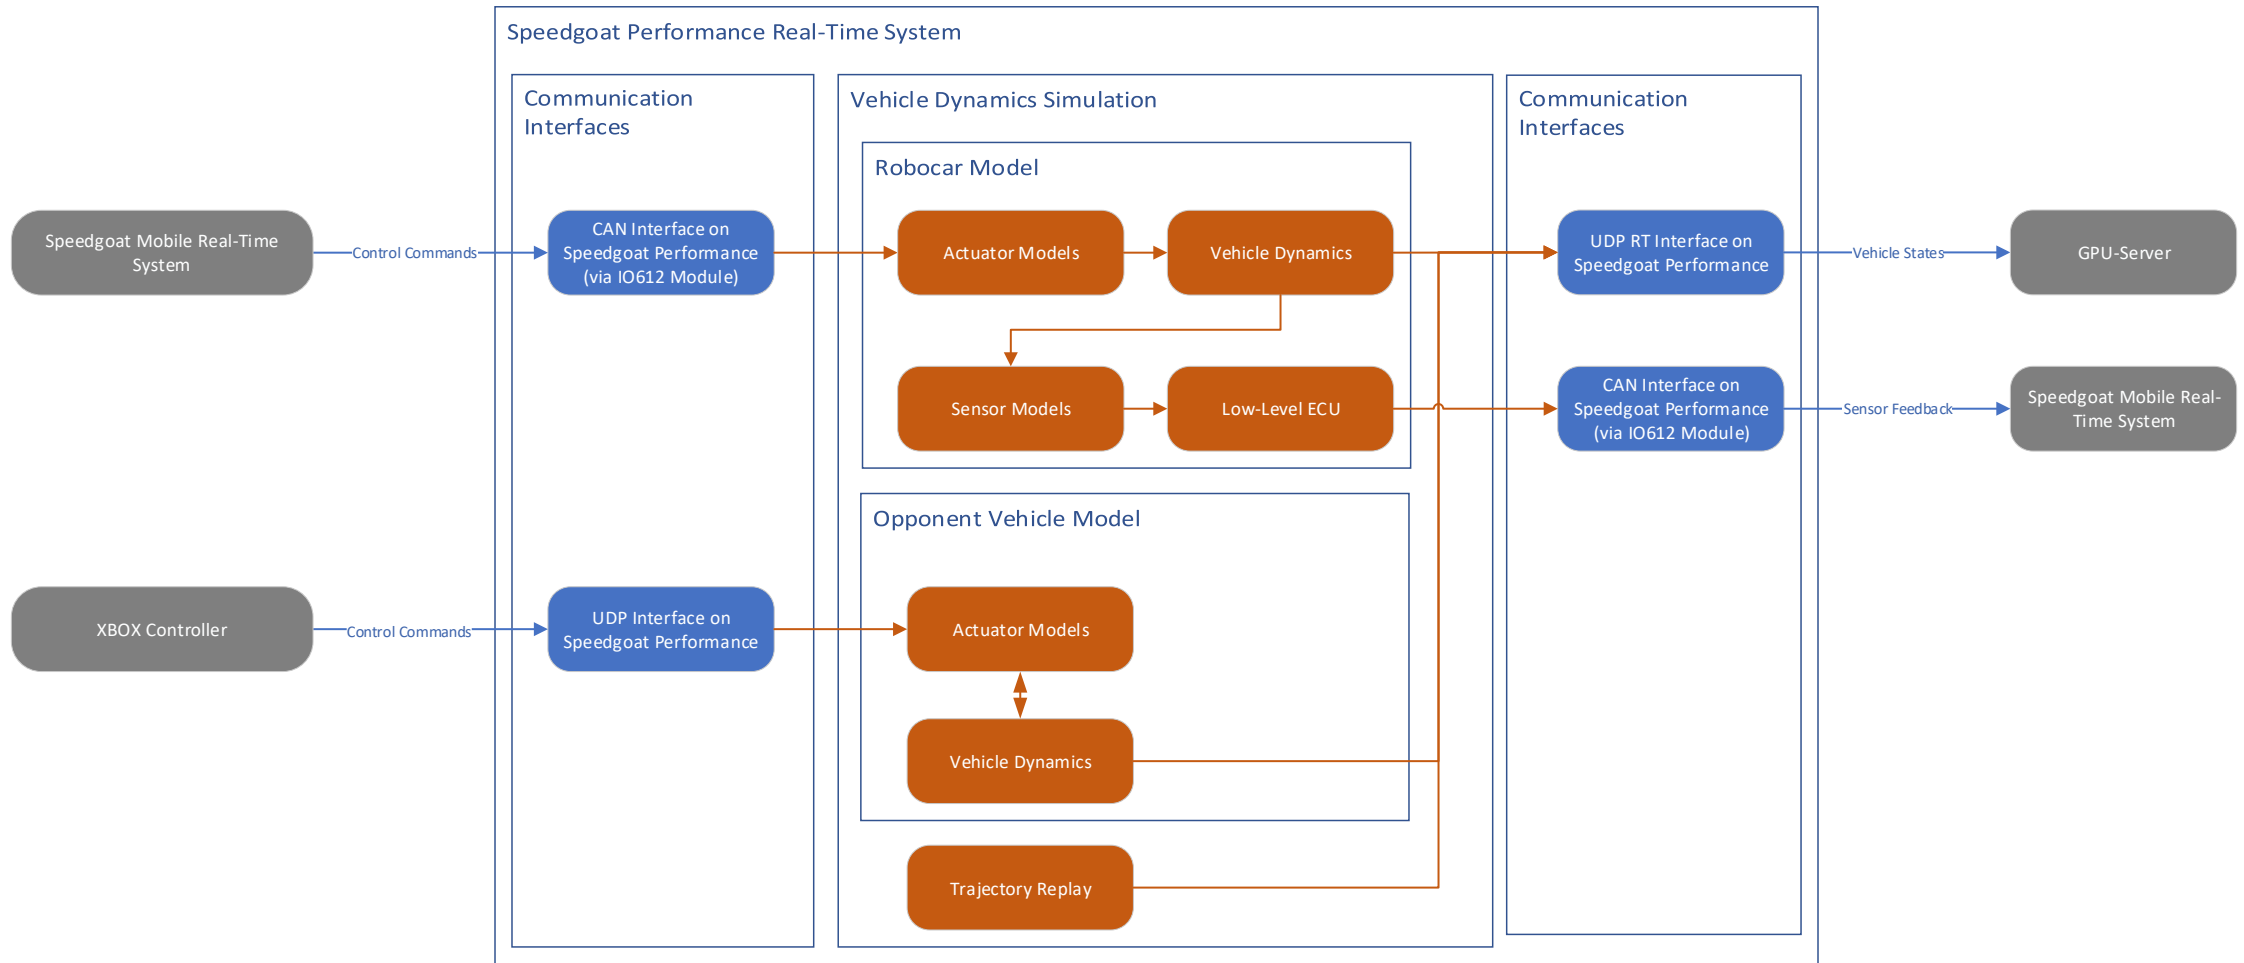 Speedgoat Performance Real-Time System
Communication
Interfaces
Vehicle Dynamics Simulation
Communication
Interfaces
Robocar Model
Speedgoat Mobile Real-Time
System
Control Commands
CAN Interface on
Speedgoat Performance
(via IO612 Module)
Actuator Models
Vehicle Dynamics
UDP RT Interface on
Speedgoat Performance
Vehicle States
GPU-Server
Sensor Models
Low-Level ECU
CAN Interface on
Speedgoat Performance
(via IO612 Module)
Sensor Feedback
Speedgoat Mobile Real-
Time System
Opponent Vehicle Model
XBOX Controller
Control Commands
UDP Interface on
Speedgoat Performance
Actuator Models
Vehicle Dynamics
Trajectory Replay